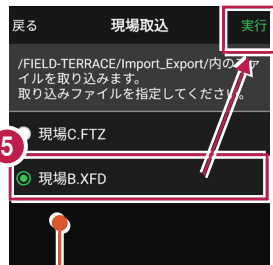 戻る 現場取込 実行
/FIELD-TERRACE/Import_Export/内のファ
イルを取り込みます。
取り込みファイルを指定してください。
5
現場C.FTZ
現場B.XFD